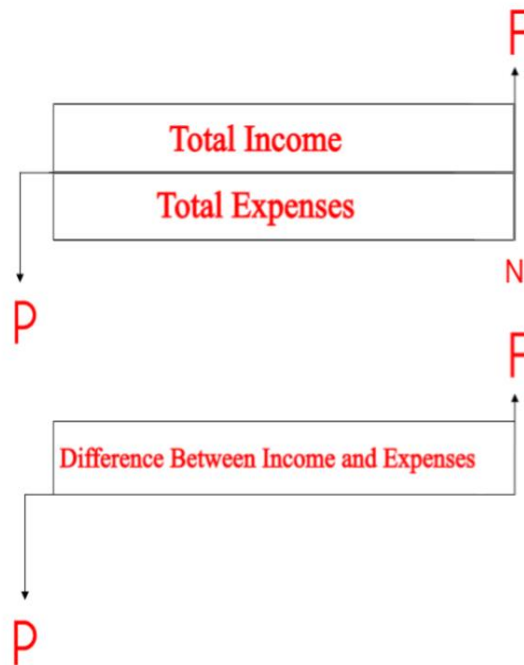 F
Total Income
Total Expenses
N
P
F
Difference Between Income and Expenses
P